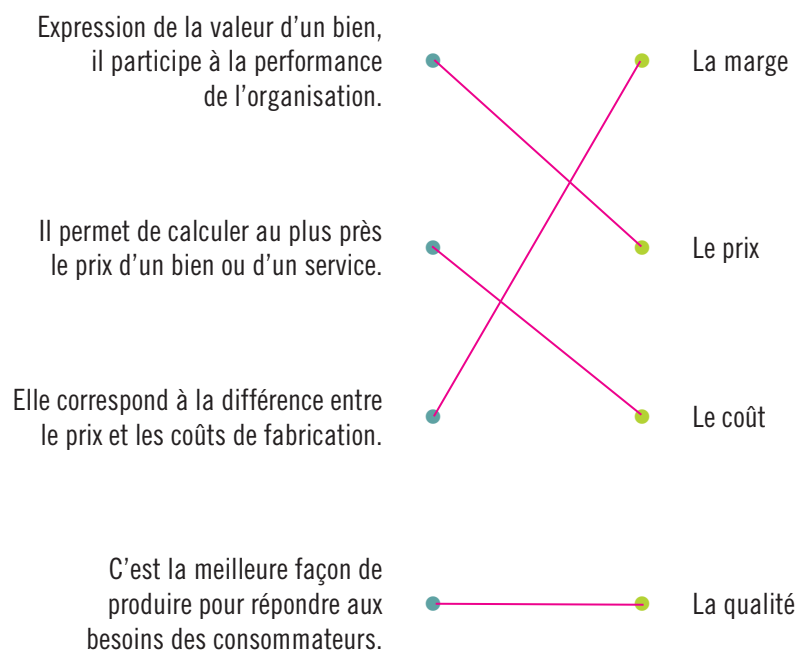 Expression de la valeur d’un bien,
il participe à la performance
de l’organisation.
La marge
Il permet de calculer au plus près
le prix d’un bien ou d’un service.
Le prix
Elle correspond à la différence entre
le prix et les coûts de fabrication.
Le coût
C’est la meilleure façon de
produire pour répondre aux
besoins des consommateurs.
La qualité